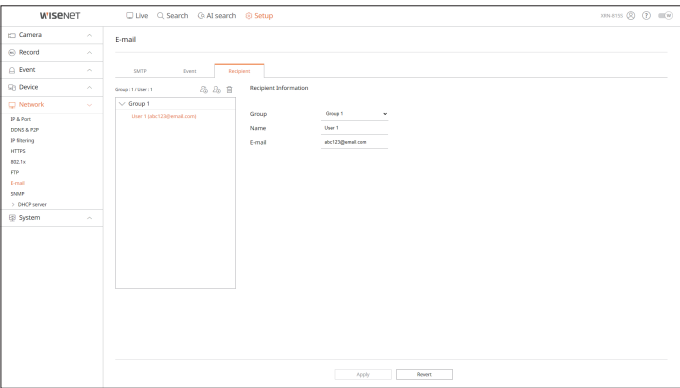 WISENET
Live Search AI search Setup
XRN-819S
Camera
Record
Event
Device
Network
IP & Port
DDNS & P2P
IP filtering
HTTPS
802.1x
FTP
E-mail
SNMP
DHCP server
System
E-mail
SMTP Event Recipient
Group : 1 / User : 1
Group 1
User 1 (abc123@email.com)
Recipient Information
Group Group 1
Name User 1
E-mail abc123@email.com
Apply Revert